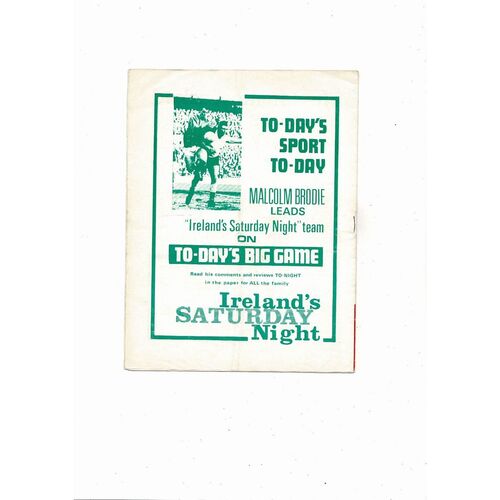 TO-DAY'S
SPORT
TO-DAY
MALCOLM BRODIE
LEADS
"Ireland's Saturday Night" team
ON
TO-DAY'S BIG GAME
Read his comments and reviews TO NIGHT
in the paper for ALL the family
Ireland's
SATURDAY
Night